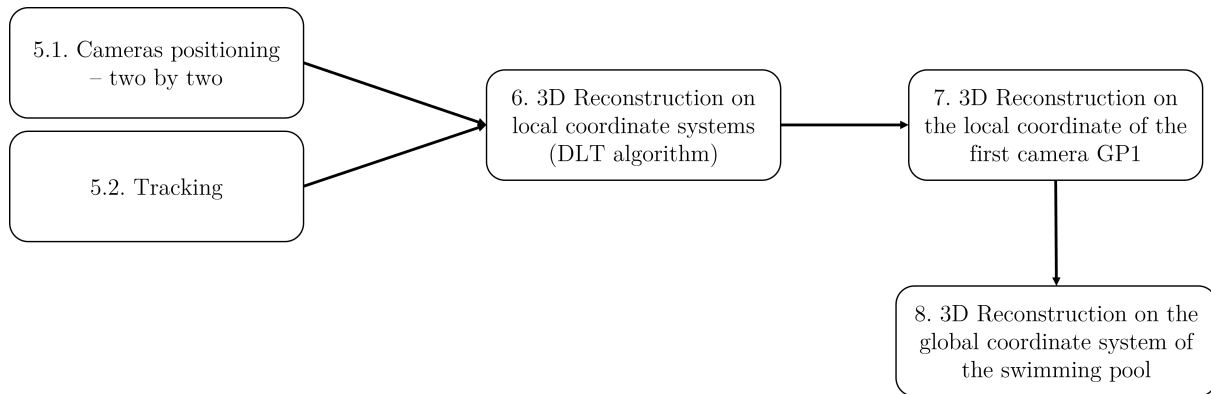 5.1. Cameras positioning
– two by two
5.2. Tracking
6. 3D Reconstruction on
local coordinate systems
(DLT algorithm)
7. 3D Reconstruction on
the local coordinate of the
first camera GP1
8. 3D Reconstruction on the
global coordinate system of
the swimming pool